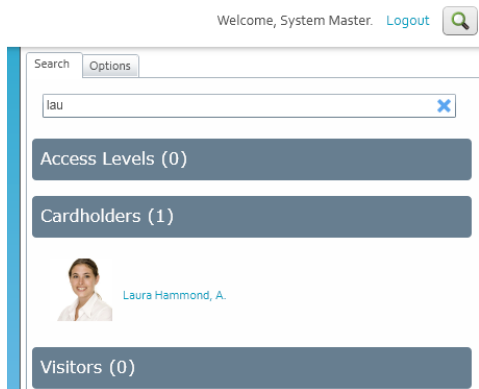 Welcome, System Master. Logout
Search Options
lau
Access Levels (0)
Cardholders (1)
Laura Hammond, A.
Visitors (0)